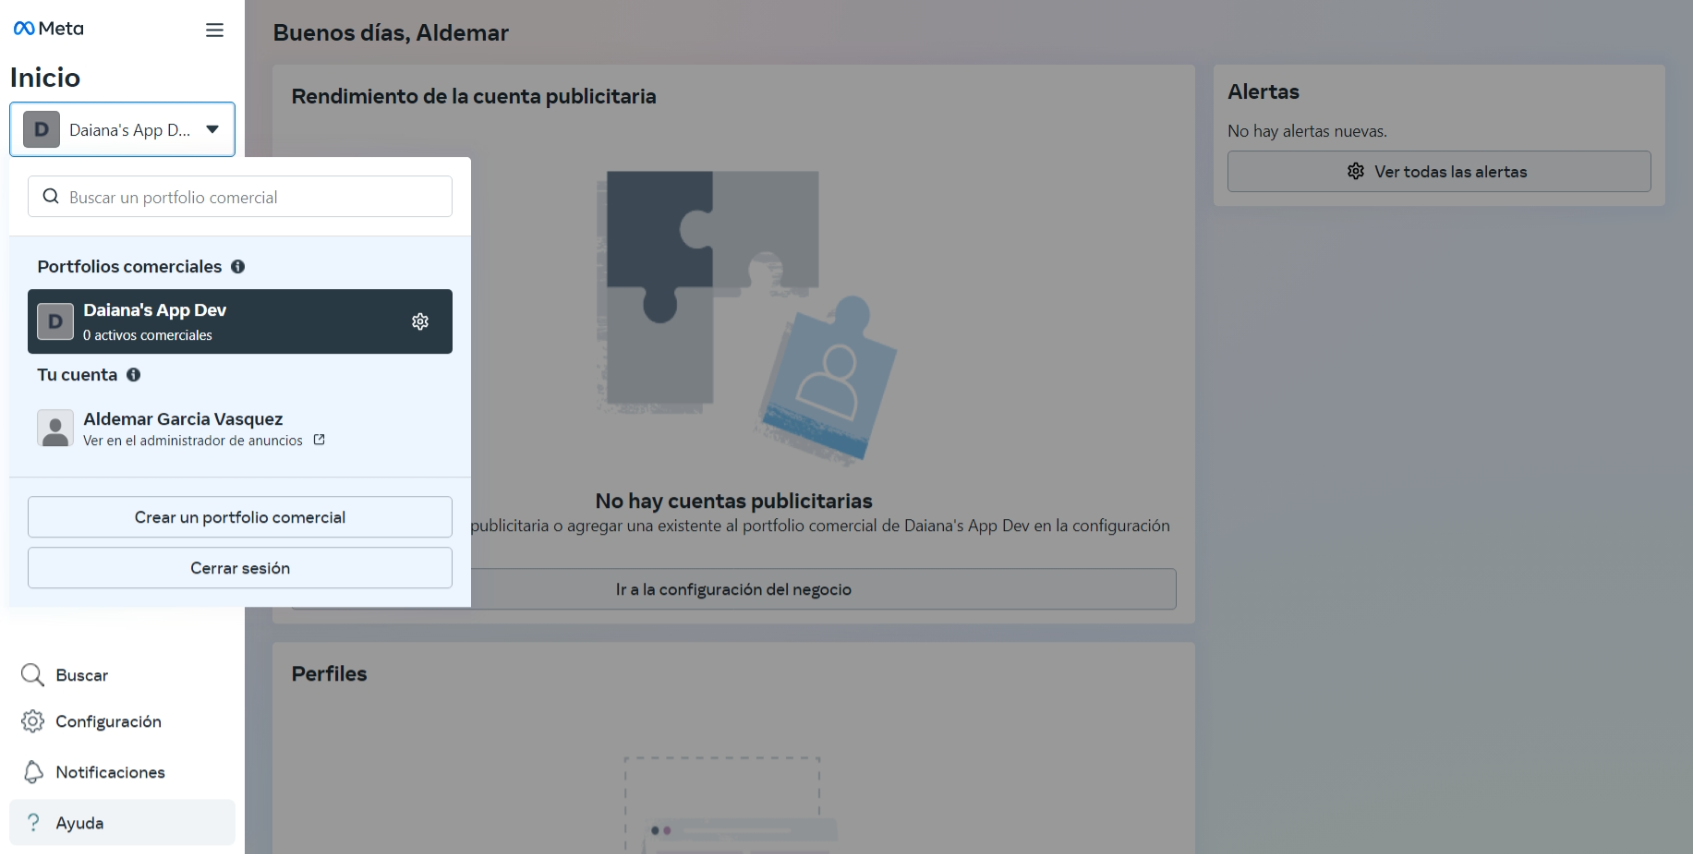 Meta
Inicio
D Daiana's App D...
Buscar un portfolio comercial
Portfolios comerciales
D Daiana's App Dev
0 activos comerciales
Tu cuenta
Aldemar Garcia Vasquez
Ver en el administrador de anuncios
Crear un portfolio comercial
Cerrar sesión
Buscar
Configuración
Notificaciones
? Ayuda
Buenos días, Aldemar
Rendimiento de la cuenta publicitaria
No hay cuentas publicitarias
publicitaria o agregar una existente al portfolio comercial de Daiana's App Dev en la configuración
Ir a la configuración del negocio
Perfiles
Alertas
No hay alertas nuevas.
Ver todas las alertas